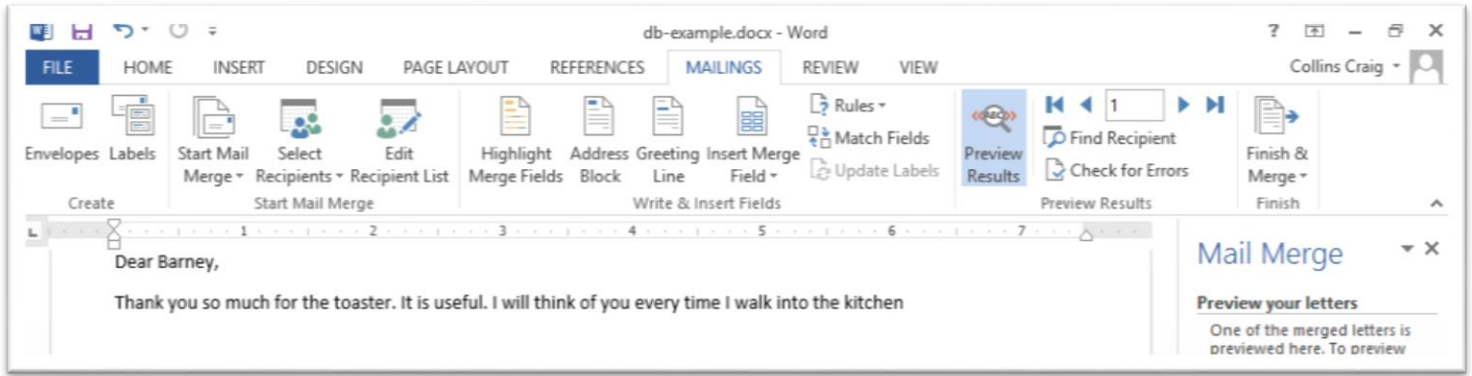 db-example.docx - Word
?
FILE HOME INSERT DESIGN PAGE LAYOUT REFERENCES MAILINGS REVIEW VIEW Collins Craig
Envelopes Labels
Start Mail Merge Select Recipients Edit Recipient List
Highlight Merge Fields Address Block Greeting Line Insert Merge Field
Rules
Match Fields
Update Labels
«ABC»
Preview Results
1
Find Recipient
Check for Errors
Finish & Merge
Create Start Mail Merge Write & Insert Fields Preview Results Finish
1 2 3 4 5 6 7
Dear Barney,
Thank you so much for the toaster. It is useful. I will think of you every time I walk into the kitchen
Mail Merge
Preview your letters
One of the merged letters is
previewed here. To preview